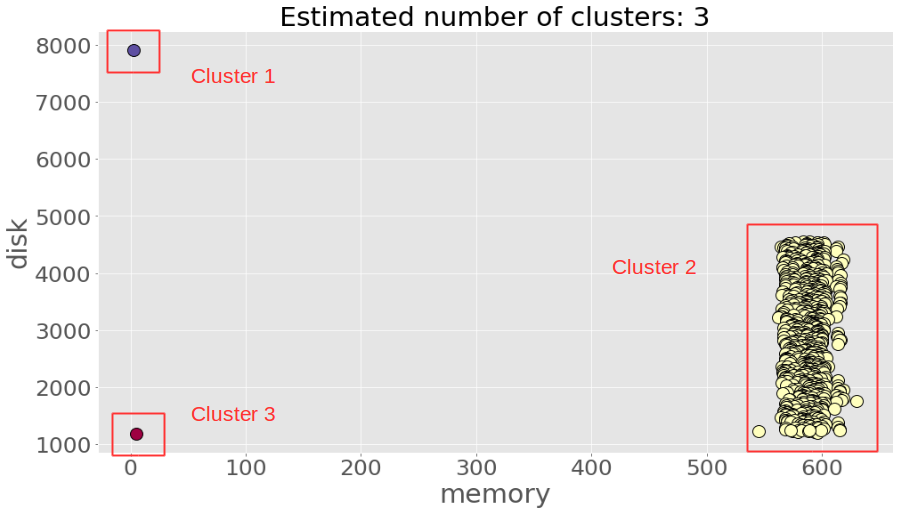 Estimated number of clusters: 3
8000
Cluster 1
7000
6000
5000
Cluster 2
4000
3000
2000
Cluster 3
1000
disk
0 100 200 300 400 500 600
memory